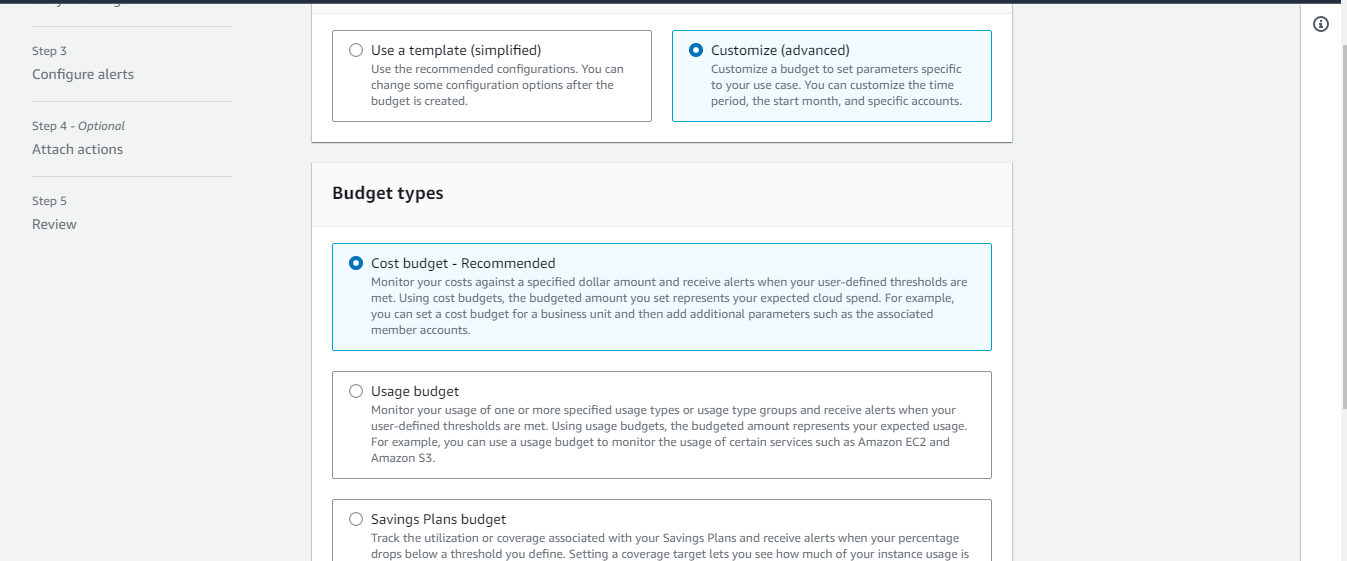 Step 3
Configure alerts
Step 4 - Optional
Attach actions
Step 5
Review
Use a template (simplified)
Use the recommended configurations. You can
change some configuration options after the
budget is created.
Customize (advanced)
Customize a budget to set parameters specific
to your use case. You can customize the time
period, the start month, and specific accounts.
Budget types
Cost budget - Recommended
Monitor your costs against a specified dollar amount and receive alerts when your user-defined thresholds are
met. Using cost budgets, the budgeted amount you set represents your expected cloud spend. For example,
you can set a cost budget for a business unit and then add additional parameters such as the associated
member accounts.
Usage budget
Monitor your usage of one or more specified usage types or usage type groups and receive alerts when your
user-defined thresholds are met. Using usage budgets, the budgeted amount represents your expected usage.
For example, you can use a usage budget to monitor the usage of certain services such as Amazon EC2 and
Amazon S3.
Savings Plans budget
Track the utilization or coverage associated with your Savings Plans and receive alerts when your percentage
drops below a threshold you define. Setting a coverage target lets you see how much of your instance usage is